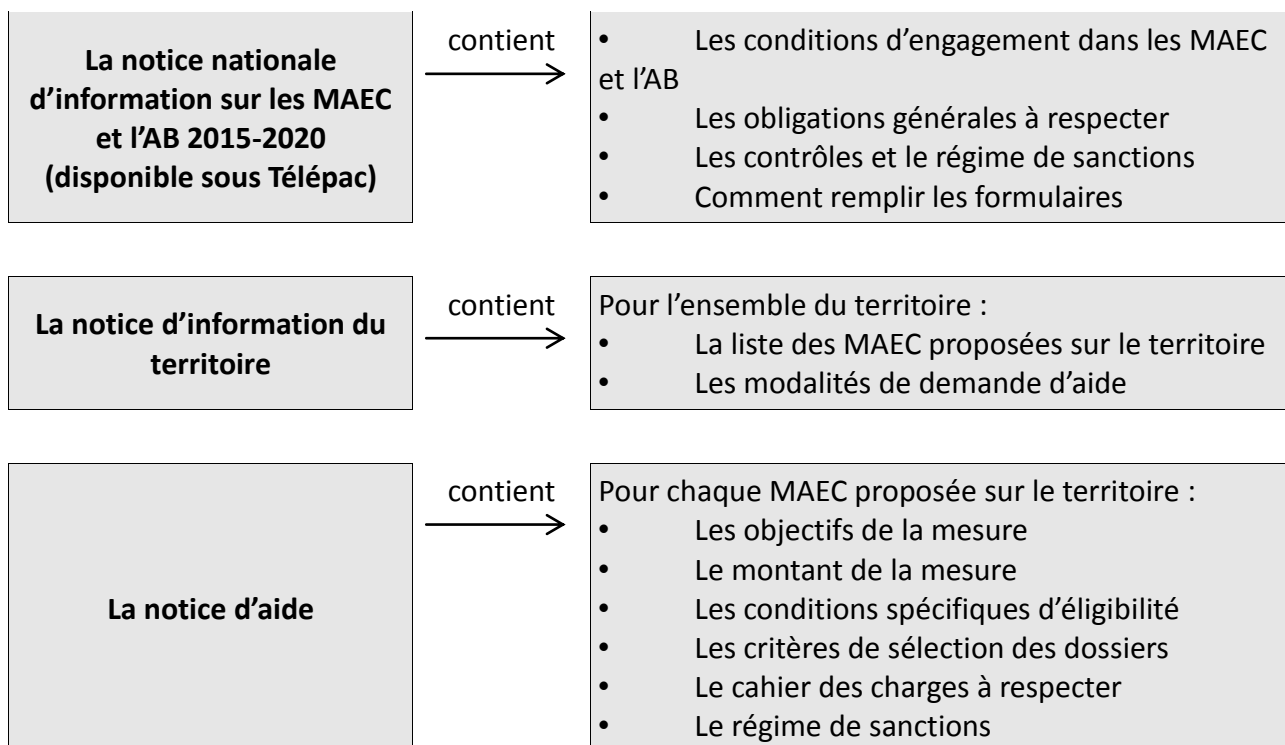 La notice nationale
d’information sur les MAEC
et l’AB 2015-2020
(disponible sous Télépac)
contient
• Les conditions d’engagement dans les MAEC
et l’AB
• Les obligations générales à respecter
• Les contrôles et le régime de sanctions
• Comment remplir les formulaires
La notice d’information du
territoire
contient
Pour l’ensemble du territoire :
• La liste des MAEC proposées sur le territoire
• Les modalités de demande d’aide
La notice d’aide
contient
Pour chaque MAEC proposée sur le territoire :
• Les objectifs de la mesure
• Le montant de la mesure
• Les conditions spécifiques d’éligibilité
• Les critères de sélection des dossiers
• Le cahier des charges à respecter
• Le régime de sanctions